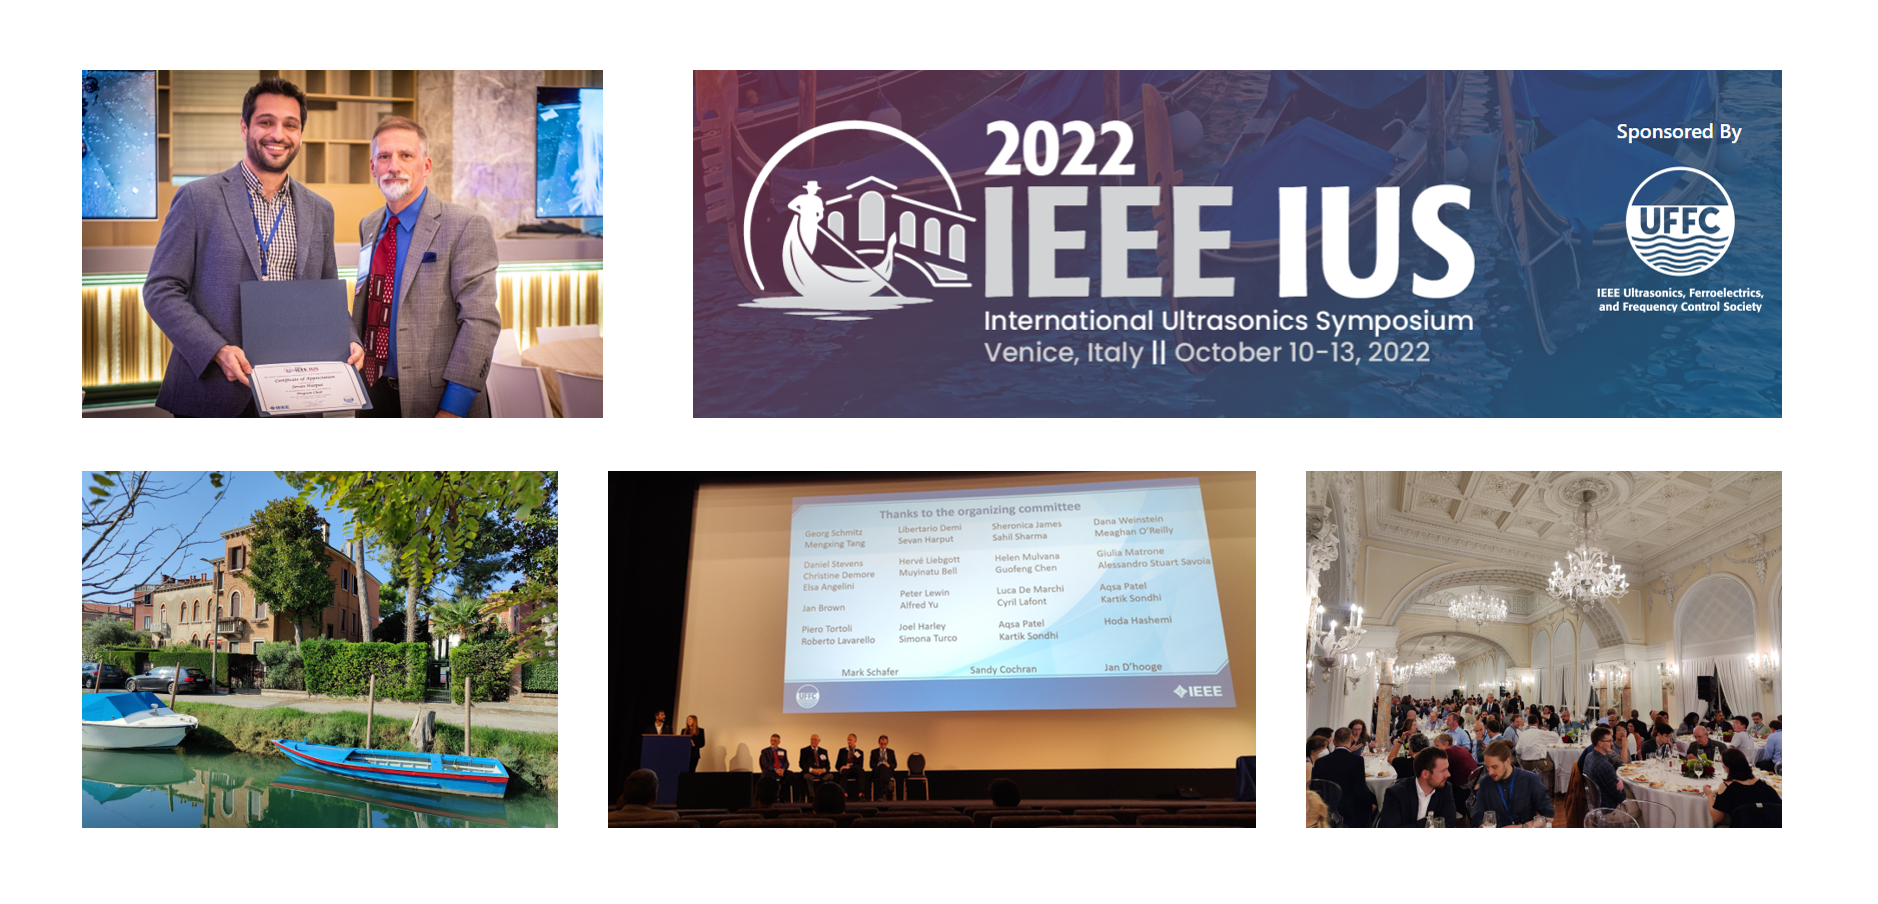 IEEE IUS
Certificate of Appreciation
Sevan Harput
Program Chair
IEEE
2022
IEEE IUS
International Ultrasonics Symposium
Venice, Italy || October 10-13, 2022
Sponsored By
UFFC
IEEE Ultrasonics, Ferroelectrics,
and Frequency Control Society
Thanks to the organizing committee
Georg Schmitz
Mengxing Tang
Libertario Demi
Sevan Harput
Sheronica James
Sahil Sharma
Dana Weinstein
Meaghan O'Reilly
Daniel Stevens
Christine Demore
Elsa Angelini
Hervé Liebgott
Muyinatu Bell
Helen Mulvana
Guofeng Chen
Giulia Matrone
Alessandro Stuart Savoia
Jan Brown
Peter Lewin
Alfred Yu
Luca De Marchi
Cyril Lafont
Aqsa Patel
Kartik Sondhi
Piero Tortoli
Roberto Lavarello
Joel Harley
Simona Turco
Aqsa Patel
Kartik Sondhi
Hoda Hashemi
Mark Schafer
Sandy Cochran
Jan D'hooge
UFFC
IEEE